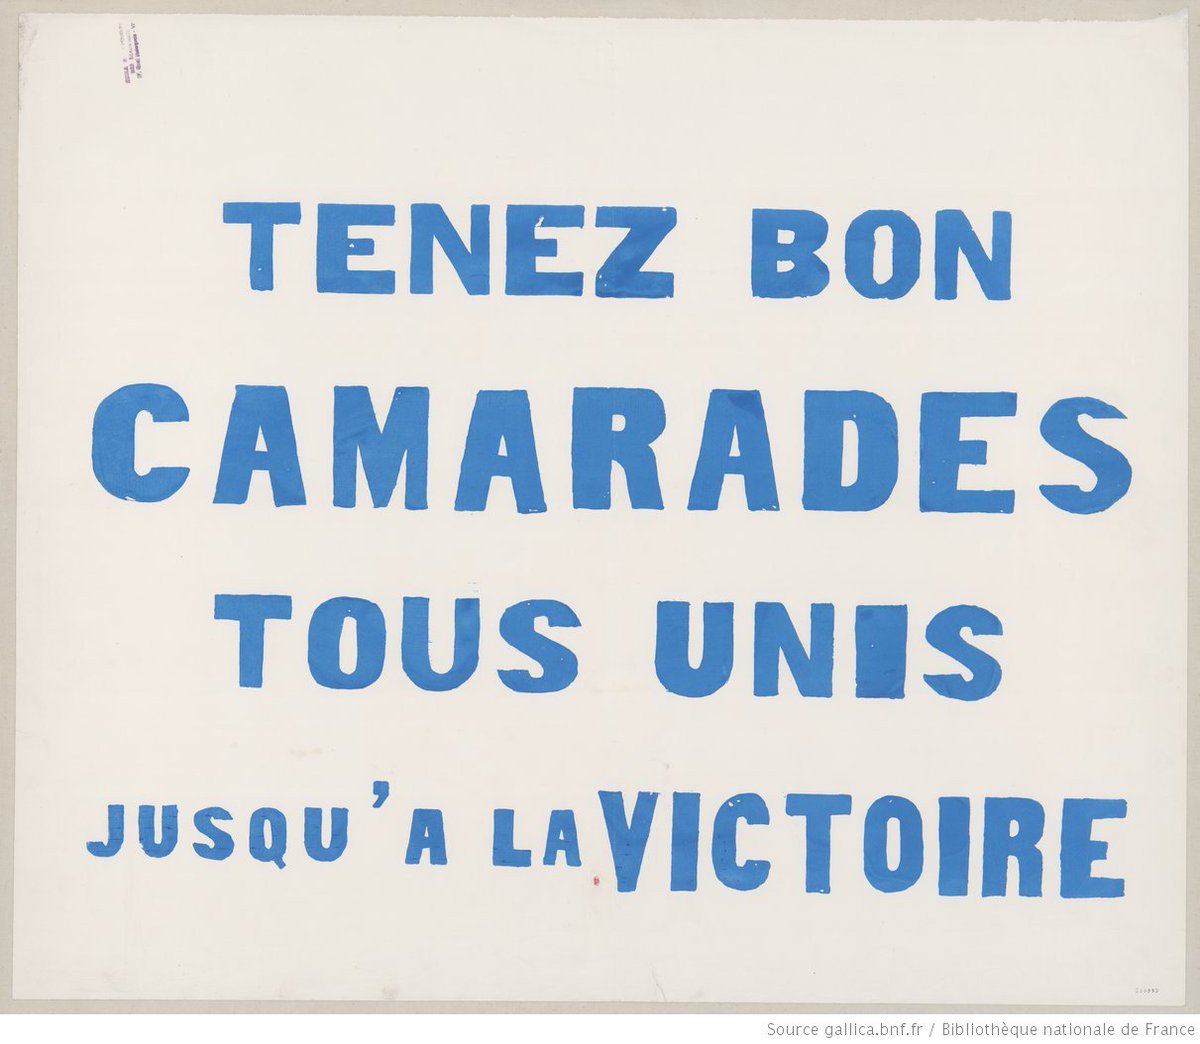 TENEZ BON
CAMARADES
TOUS UNIS
JUSQU'A LA VICTOIRE
Source gallica.bnf.fr / Bibliothèque nationale de France